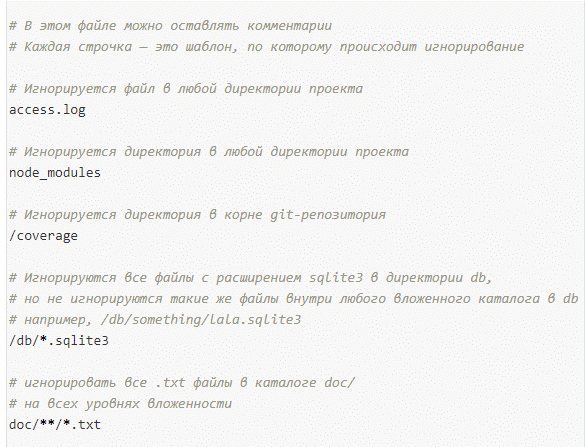 # В этом файле можно оставлять комментарии
# Каждая строчка — это шаблон, по которому происходит игнорирование
# Игнорируется файл в любой директории проекта
access.log
# Игнорируется директория в любой директории проекта
node_modules
# Игнорируется директория в корне git-репозитория
/coverage
# Игнорируются все файлы с расширением sqlite3 в директории db,
# но не игнорируются такие же файлы внутри любого вложенного каталога в db
# например, /db/something/lala.sqlite3
/db/*.sqlite3
# игнорировать все .txt файлы в каталоге doc/
# на всех уровнях вложенности
doc/**/*.txt